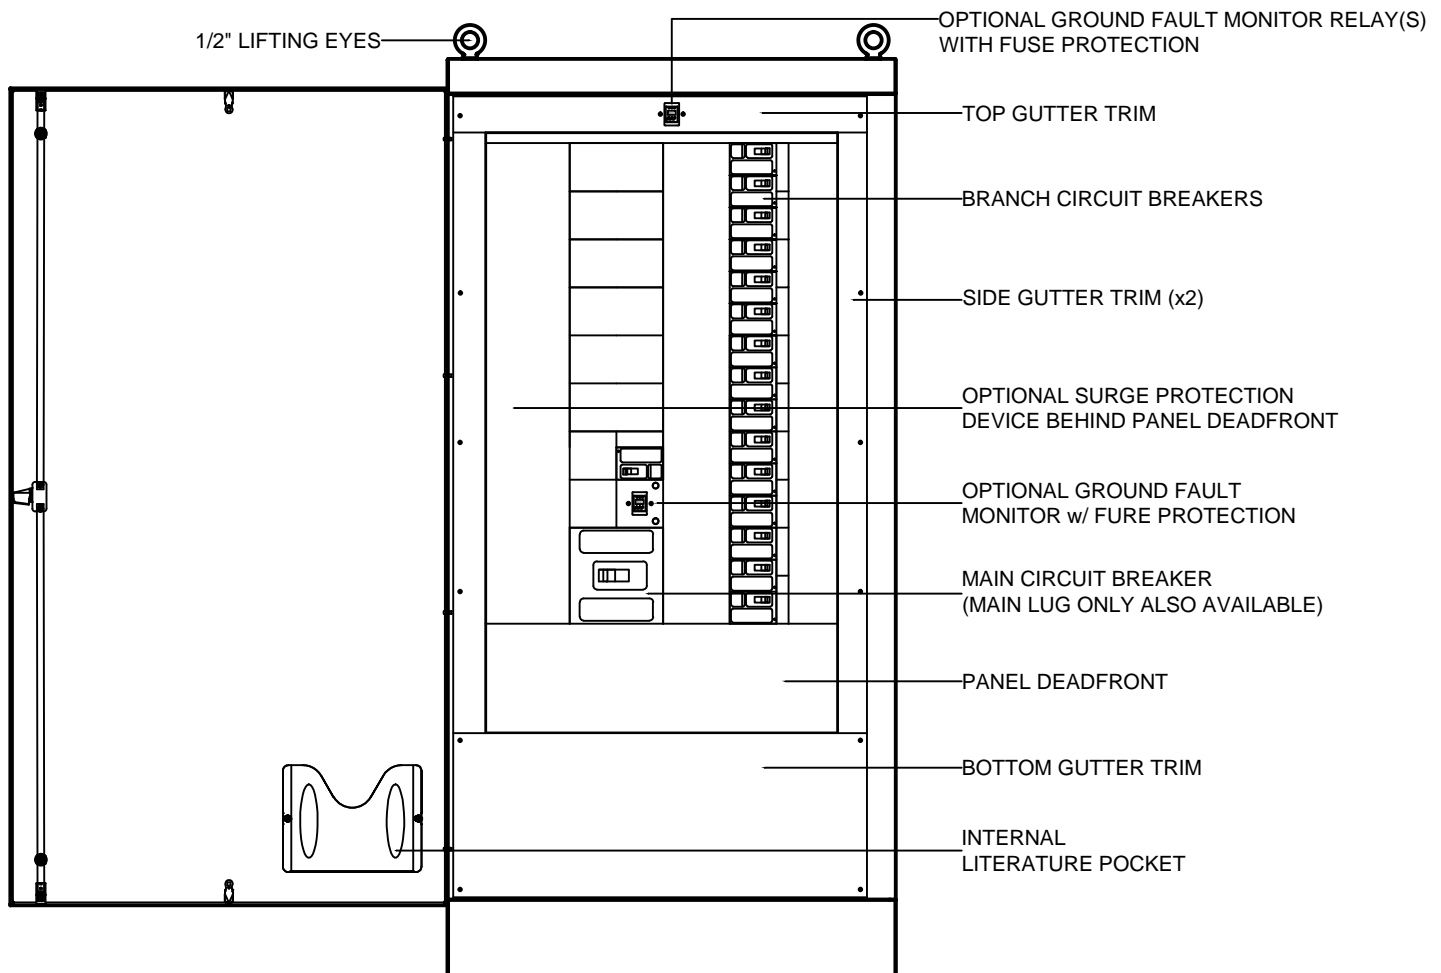 1/2" LIFTING EYES
OPTIONAL GROUND FAULT MONITOR RELAY(S)
WITH FUSE PROTECTION
TOP GUTTER TRIM
BRANCH CIRCUIT BREAKERS
SIDE GUTTER TRIM (x2)
OPTIONAL SURGE PROTECTION
DEVICE BEHIND PANEL DEADFRONT
OPTIONAL GROUND FAULT
MONITOR w/ FURE PROTECTION
MAIN CIRCUIT BREAKER
(MAIN LUG ONLY ALSO AVAILABLE)
PANEL DEADFRONT
BOTTOM GUTTER TRIM
INTERNAL
LITERATURE POCKET